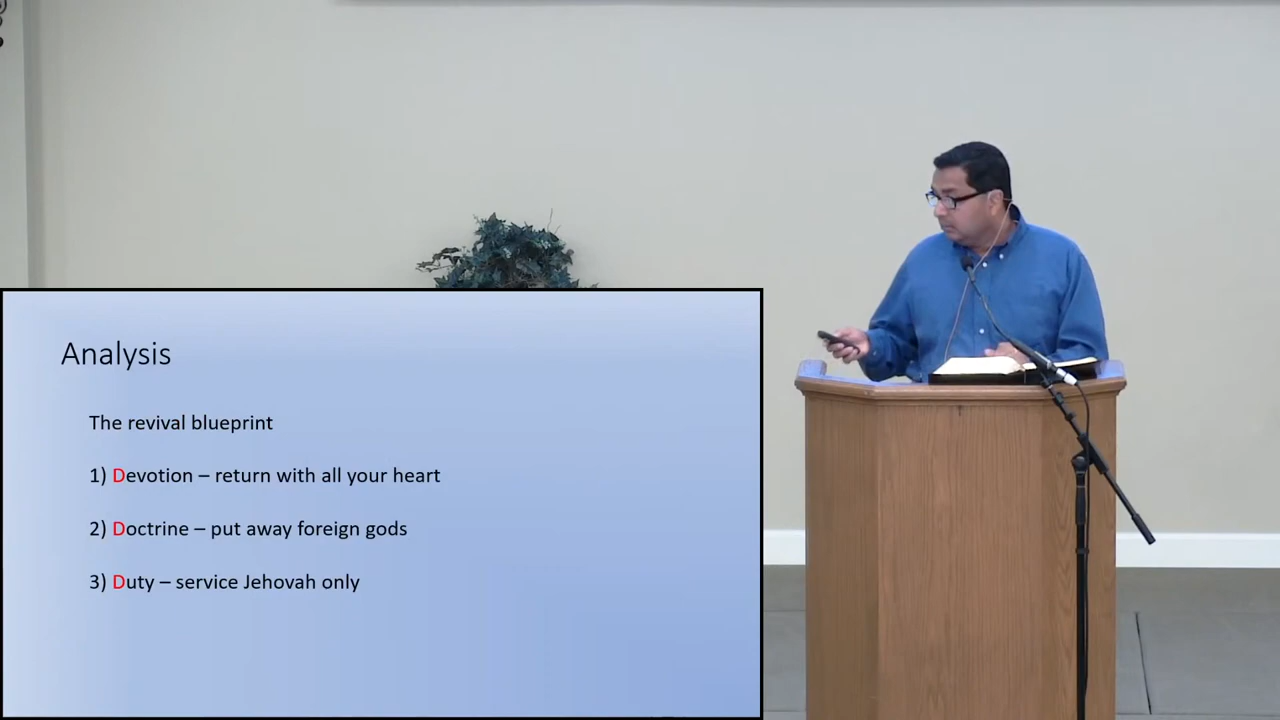 Analysis
The revival blueprint
1) Devotion – return with all your heart
2) Doctrine – put away foreign gods
3) Duty – service Jehovah only